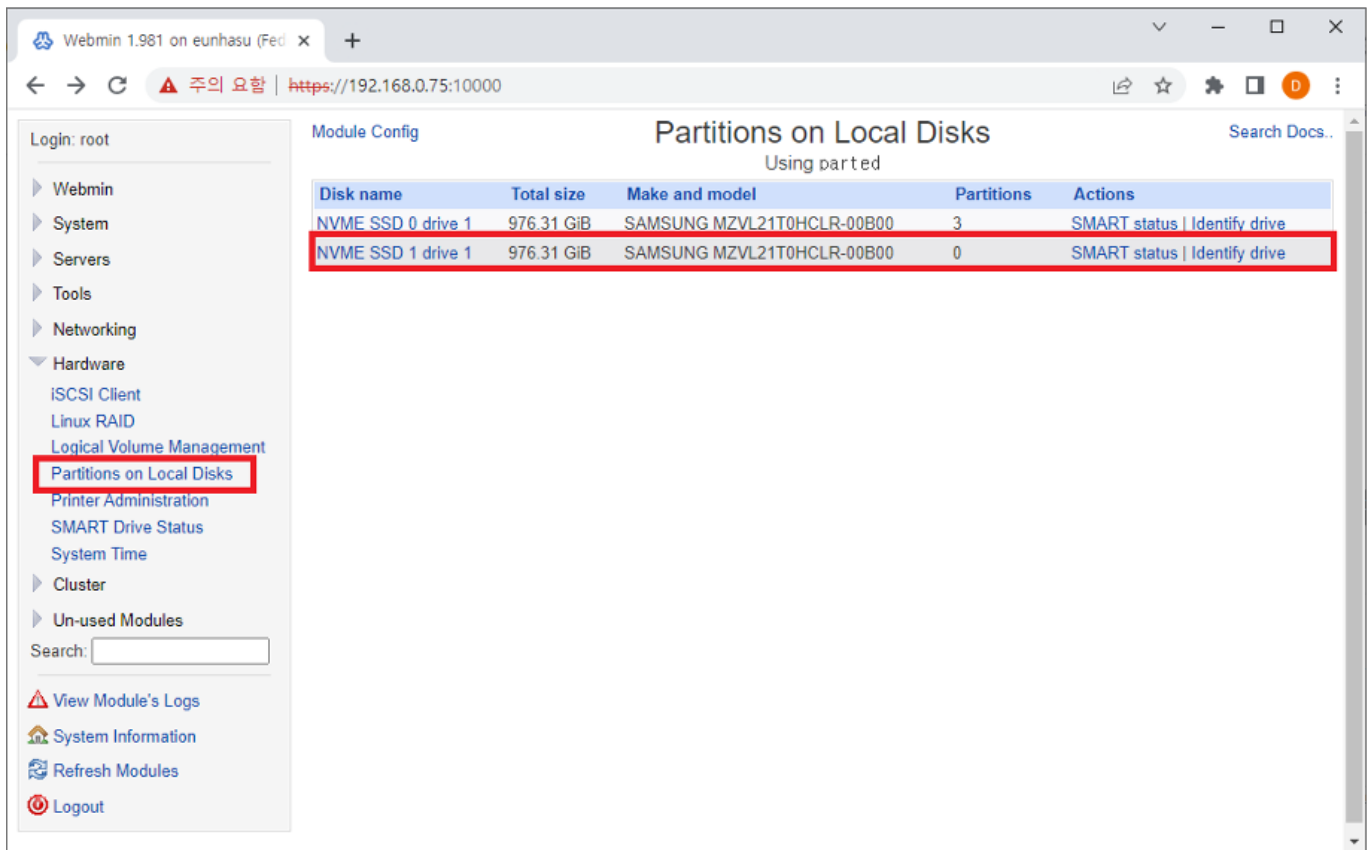 Webmin 1.981 on eunhasu (Fed
주의 요함 | https://192.168.0.75:10000
D
Login: root
Webmin
System
Servers
Tools
Networking
Hardware
iSCSI Client
Linux RAID
Logical Volume Management
Partitions on Local Disks
Printer Administration
SMART Drive Status
System Time
Cluster
Un-used Modules
Search:
View Module's Logs
System Information
Refresh Modules
Logout
Module Config
Partitions on Local Disks
Search Docs..
Using parted
Disk name Total size Make and model Partitions Actions
NVME SSD 0 drive 1 976.31 GiB SAMSUNG MZVL21T0HCLR-00B00 3 SMART status | Identify drive
NVME SSD 1 drive 1 976.31 GiB SAMSUNG MZVL21T0HCLR-00B00 0 SMART status | Identify drive